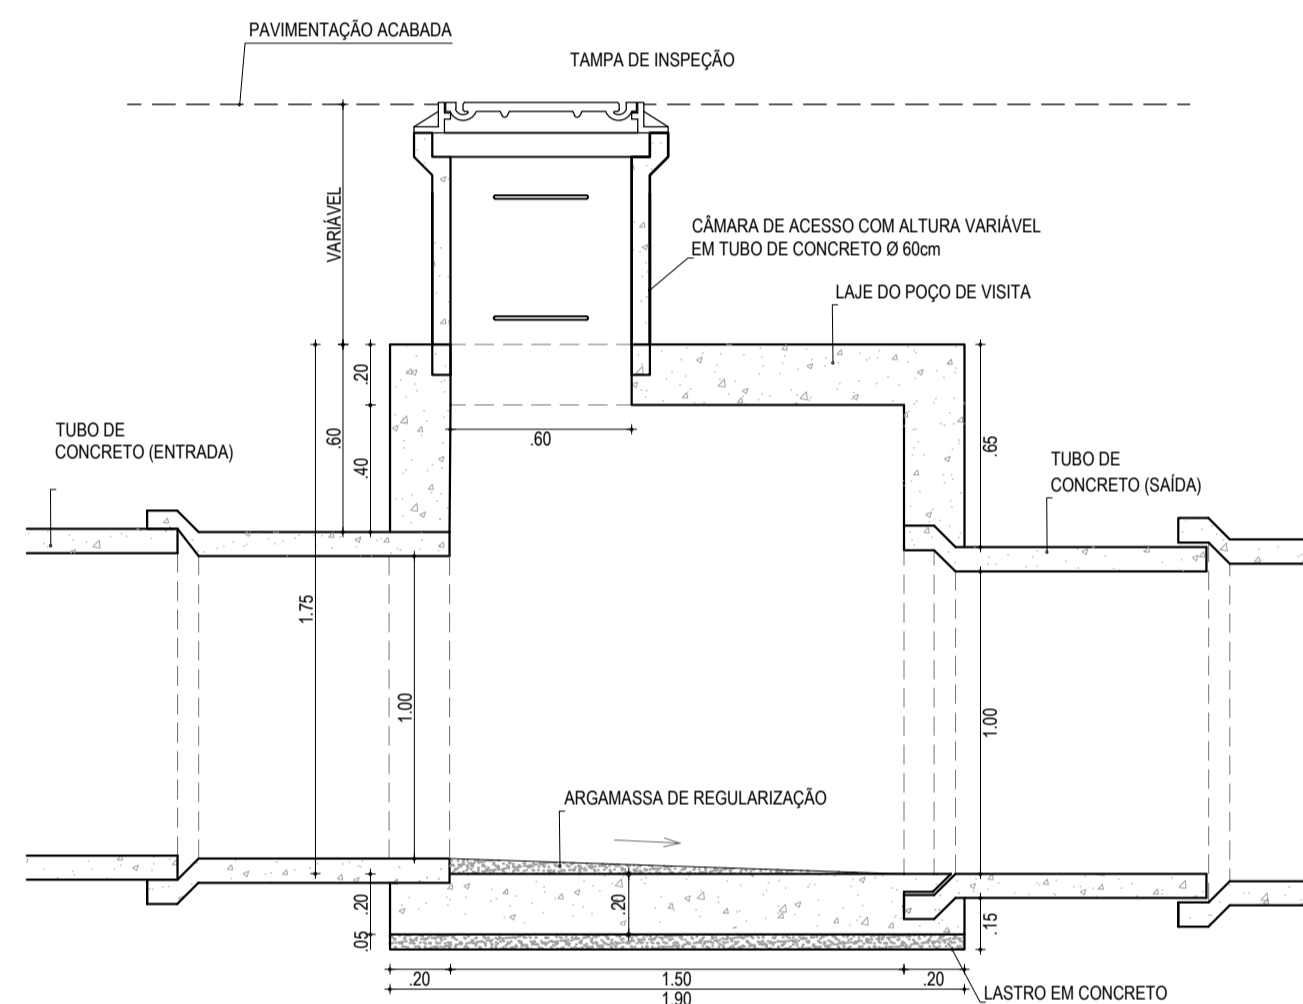 PAVIMENTAÇÃO ACABADA
TAMPA DE INSPEÇÃO
VARIÁVEL
CÂMARA DE ACESSO COM ALTURA VARIÁVEL
EM TUBO DE CONCRETO Ø 60cm
LAJE DO POÇO DE VISITA
.20
.60
.40
.60
.65
TUBO DE
CONCRETO (ENTRADA)
TUBO DE
CONCRETO (SAÍDA)
1.75
1.00
1.00
ARGAMASSA DE REGULARIZAÇÃO
.20
.05
.20
.15
.20
1.50
.20
1.90
LASTRO EM CONCRETO